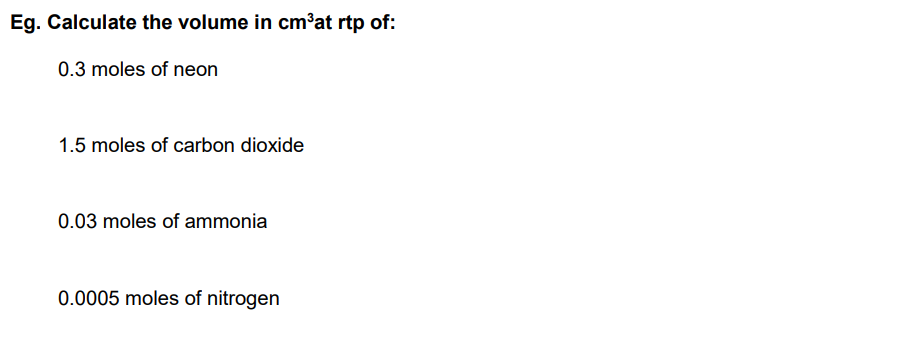 Eg. Calculate the volume in cm³at rtp of:
0.3 moles of neon
1.5 moles of carbon dioxide
0.03 moles of ammonia
0.0005 moles of nitrogen